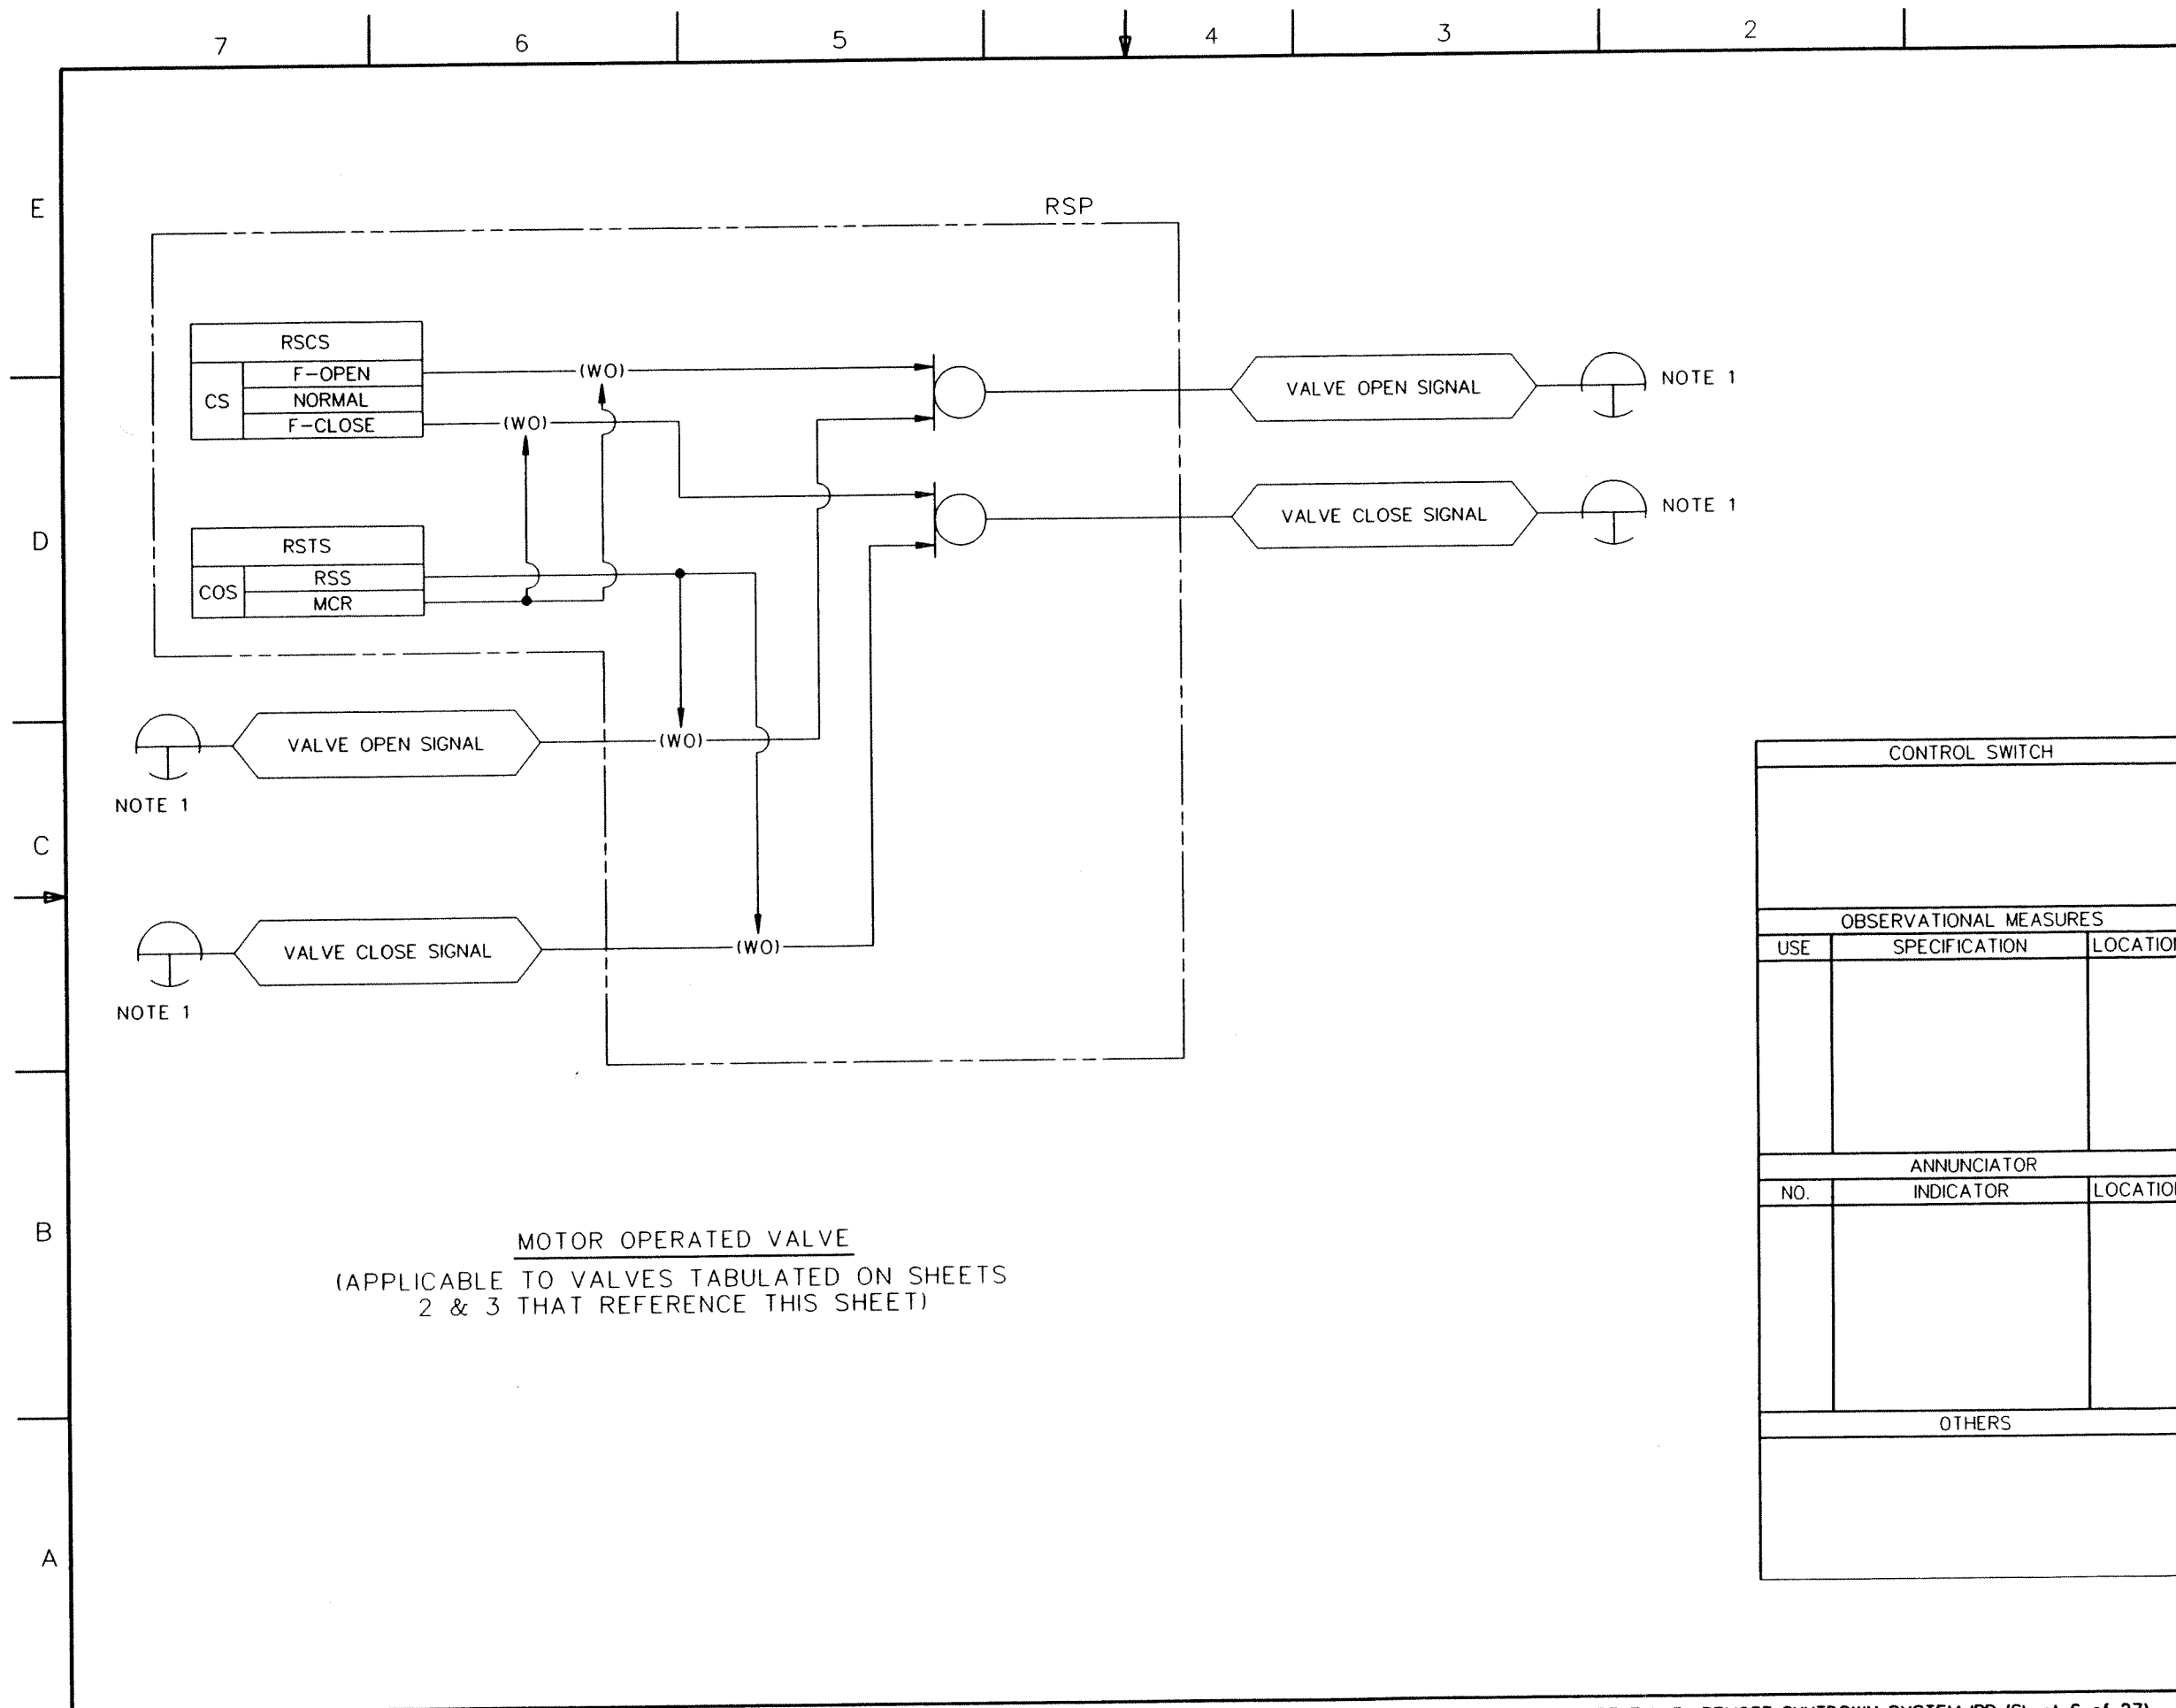 7 6 5 4 3 2
E
RSP
RSCS
F-OPEN
CS NORMAL
F-CLOSE
(WO)
(WO)
VALVE OPEN SIGNAL
NOTE 1
VALVE CLOSE SIGNAL
NOTE 1
D
RSTS
COS RSS
MCR
VALVE OPEN SIGNAL
(WO)
NOTE 1
C
VALVE CLOSE SIGNAL
(WO)
NOTE 1
CONTROL SWITCH
OBSERVATIONAL MEASURES
USE SPECIFICATION LOCATION
ANNUNCIATOR
NO. INDICATOR LOCATION
OTHERS
B
MOTOR OPERATED VALVE
(APPLICABLE TO VALVES TABULATED ON SHEETS
2 & 3 THAT REFERENCE THIS SHEET)
A